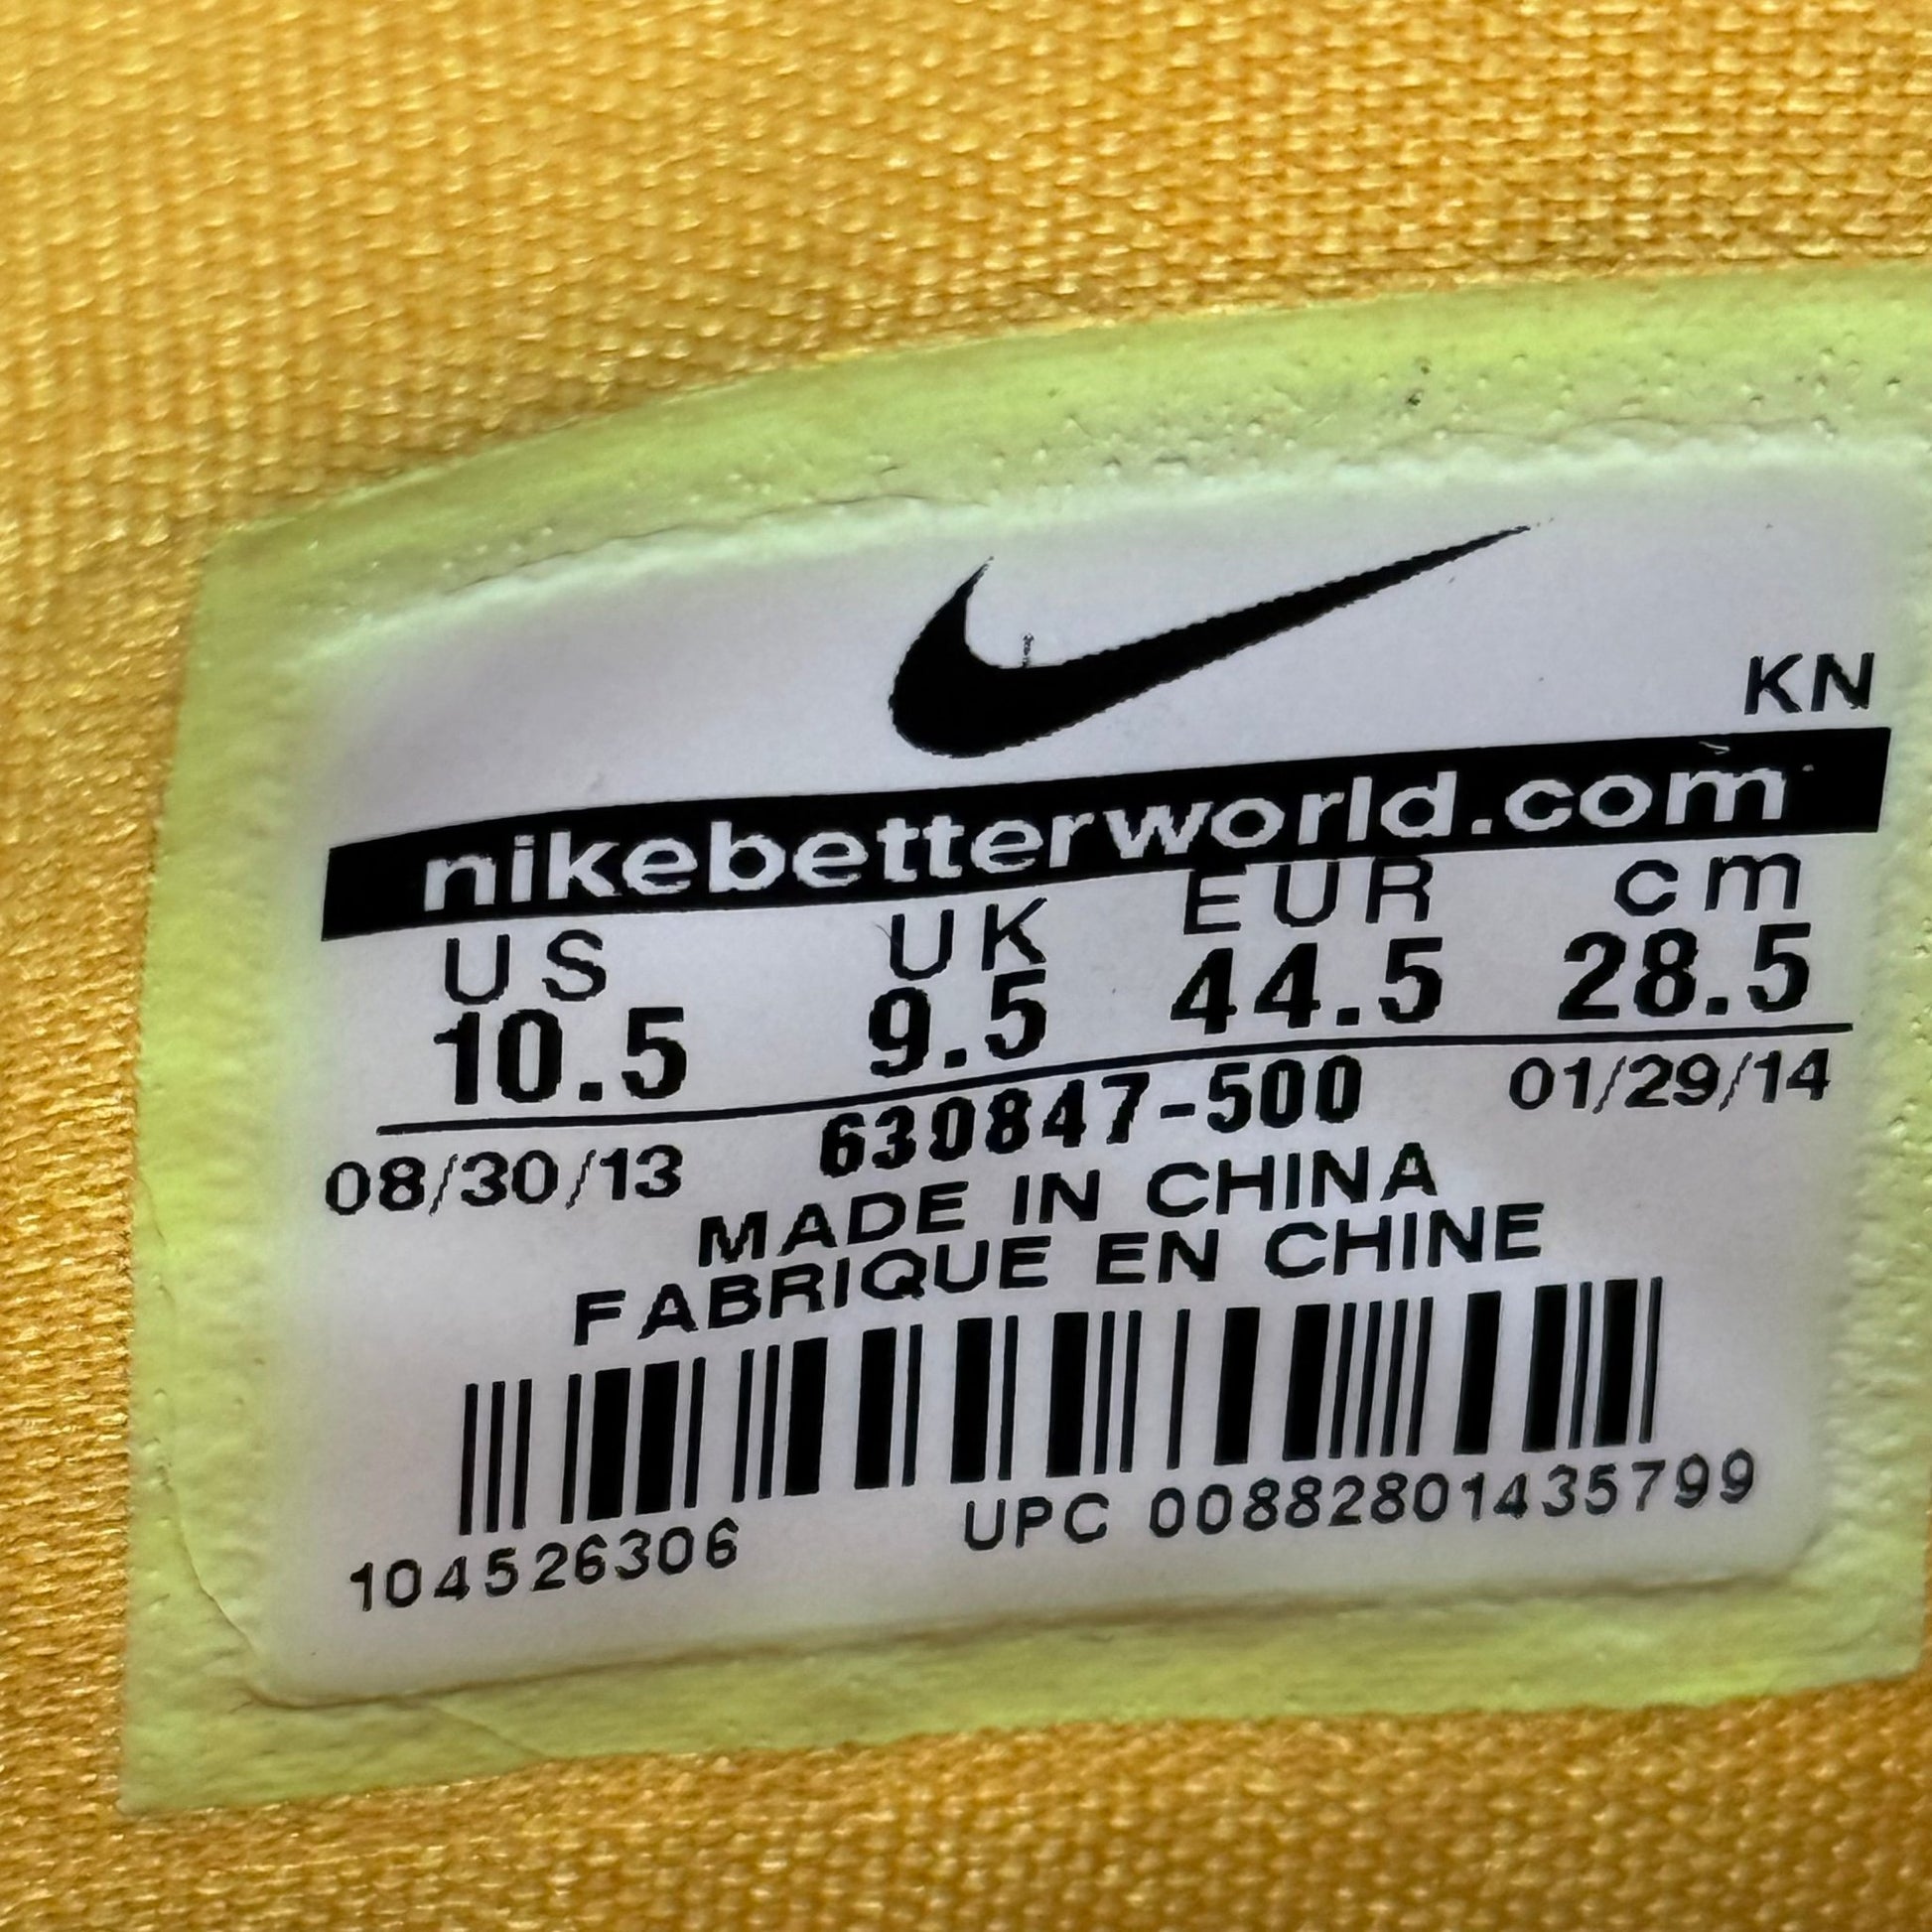 KN
nikebetterworld.com
US UK EUR cm
10.5 9.5 44.5 28.5
08/30/13 630847-500 01/29/14
MADE IN CHINA
FABRIQUE EN CHINE
104526306 UPC 00882801435799